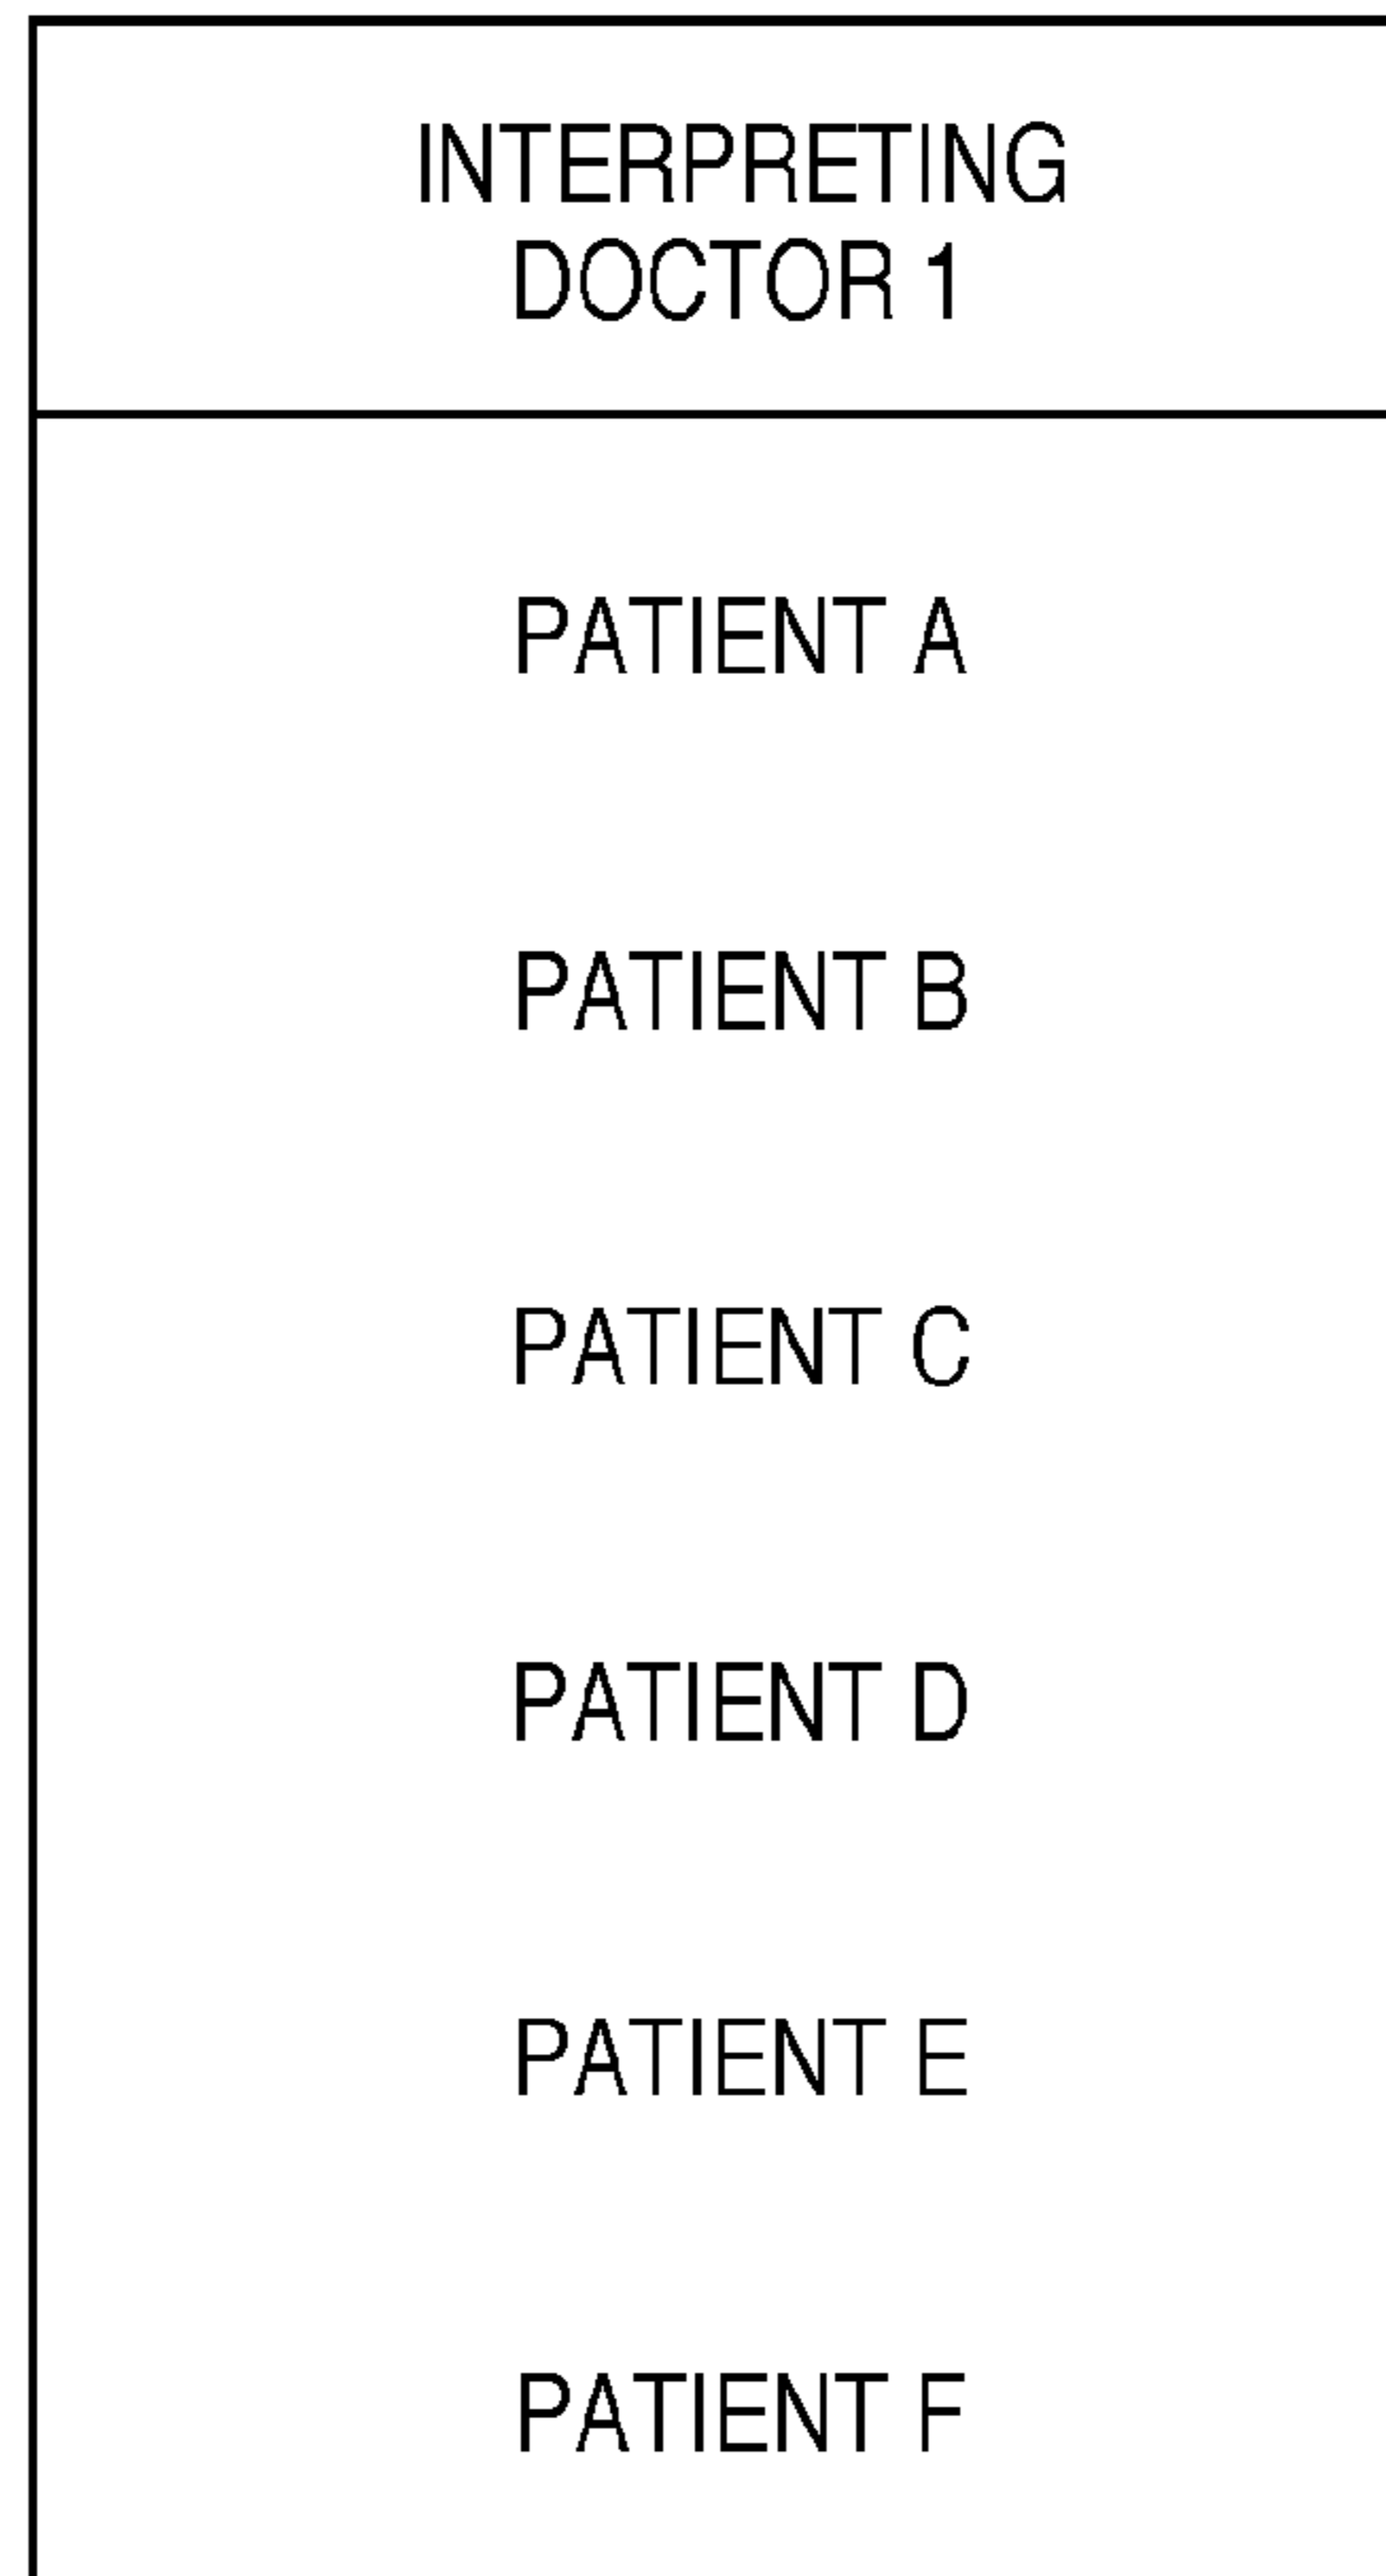 INTERPRETING
DOCTOR 1
PATIENT A
PATIENT B
PATIENT C
PATIENT D
PATIENT E
PATIENT F